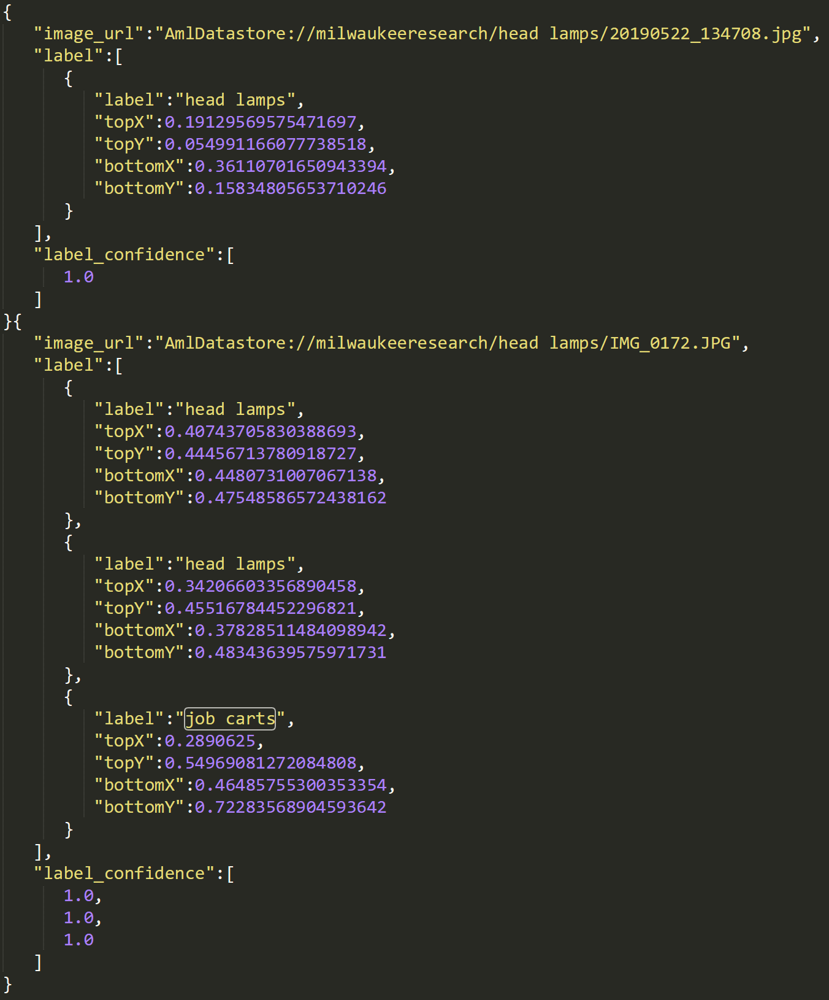 {
"image_url":"AmlDatastore://milwaukeeresearch/head lamps/20190522_134708.jpg",
"label":[
{
"label":"head lamps",
"topX":0.19129569575471697,
"topY":0.054991166077738518,
"bottomX":0.36110701650943394,
"bottomY":0.15834805653710246
}
],
"label_confidence":[
1.0
]
}{
"image_url":"AmlDatastore://milwaukeeresearch/head lamps/IMG_0172.JPG",
"label":[
{
"label":"head lamps",
"topX":0.40743705830388693,
"topY":0.44456713780918727,
"bottomX":0.4480731007067138,
"bottomY":0.47548586572438162
},
{
"label":"head lamps",
"topX":0.34206603356890458,
"topY":0.45516784452296821,
"bottomX":0.37828511484098942,
"bottomY":0.48343639575971731
},
{
"label":"job carts",
"topX":0.2890625,
"topY":0.54969081272084808,
"bottomX":0.46485755300353354,
"bottomY":0.72283568904593642
}
],
"label_confidence":[
1.0,
1.0,
1.0
]
}